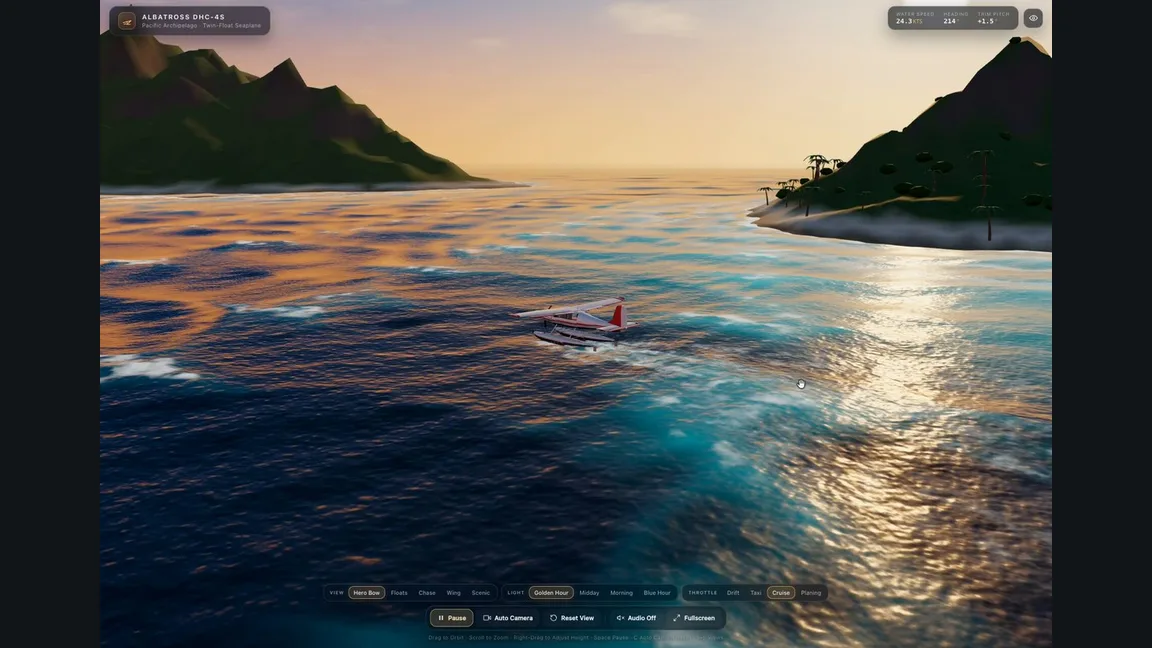 ALBATROSS DHC-4S
Pacific Archipelago · Twin-Float Seaplane
WATER SPEED HEADING TRIM PITCH
24.3 KTS 214° +1.5°
VIEW Hero Bow Floats Chase Wing Scenic LIGHT Golden Hour Midday Morning Blue Hour THROTTLE Drift Taxi Cruise Planing
Pause Auto Camera Reset View Audio Off Fullscreen
Drag to Orbit · Scroll to Zoom · Right-Drag to Adjust Height · Space Pause · C Auto